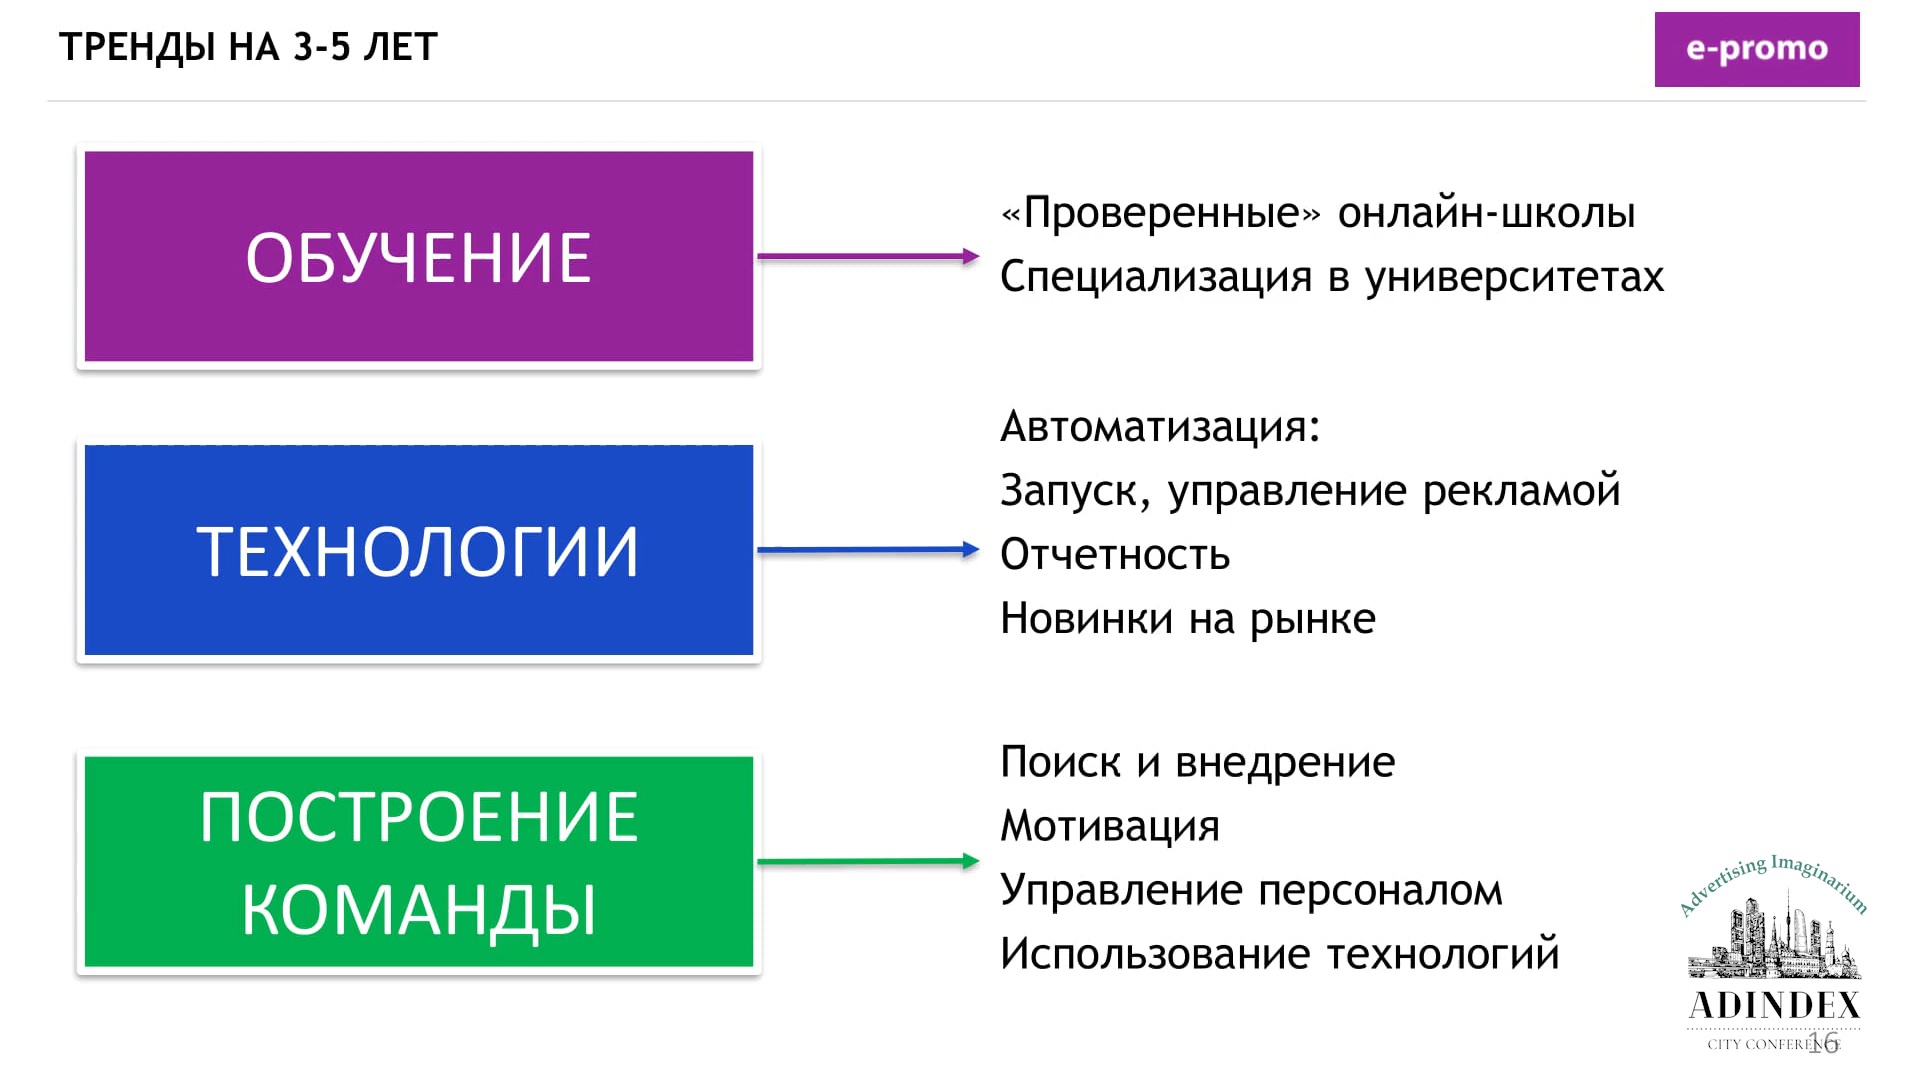 ТРЕНДЫ НА 3-5 ЛЕТ
e-promo
ОБУЧЕНИЕ
«Проверенные» онлайн-школы
Специализация в университетах
ТЕХНОЛОГИИ
Автоматизация:
Запуск, управление рекламой
Отчетность
Новинки на рынке
ПОСТРОЕНИЕ
КОМАНДЫ
Поиск и внедрение
Мотивация
Управление персоналом
Использование технологий
Advertising Imaginarium
ADINDEX
CITY CONFERENCE
16